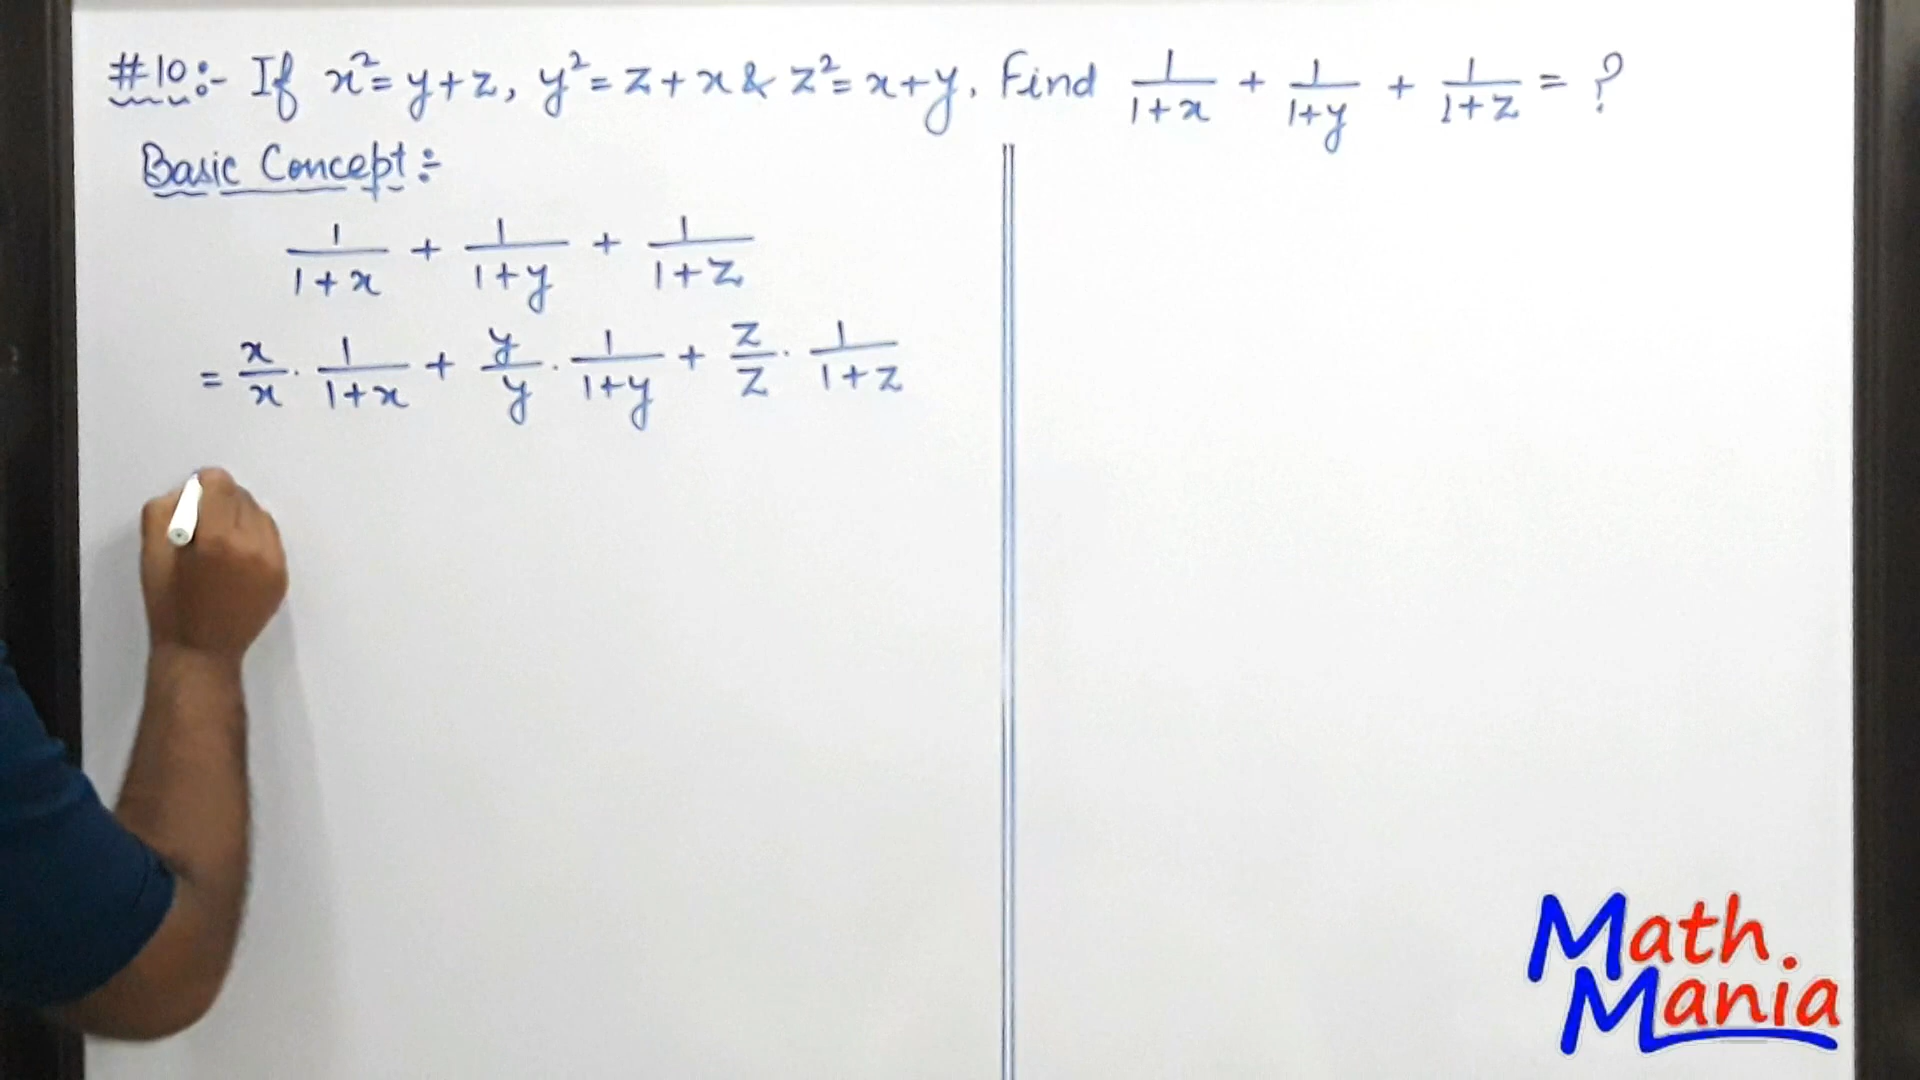 #10:- If x² = y+z, y² = z+x & z² = x+y. Find 1/(1+x) + 1/(1+y) + 1/(1+z) = ?
Basic Concept:-
1/(1+x) + 1/(1+y) + 1/(1+z)
= x/x · 1/(1+x) + y/y · 1/(1+y) + z/z · 1/(1+z)
Math
Mania